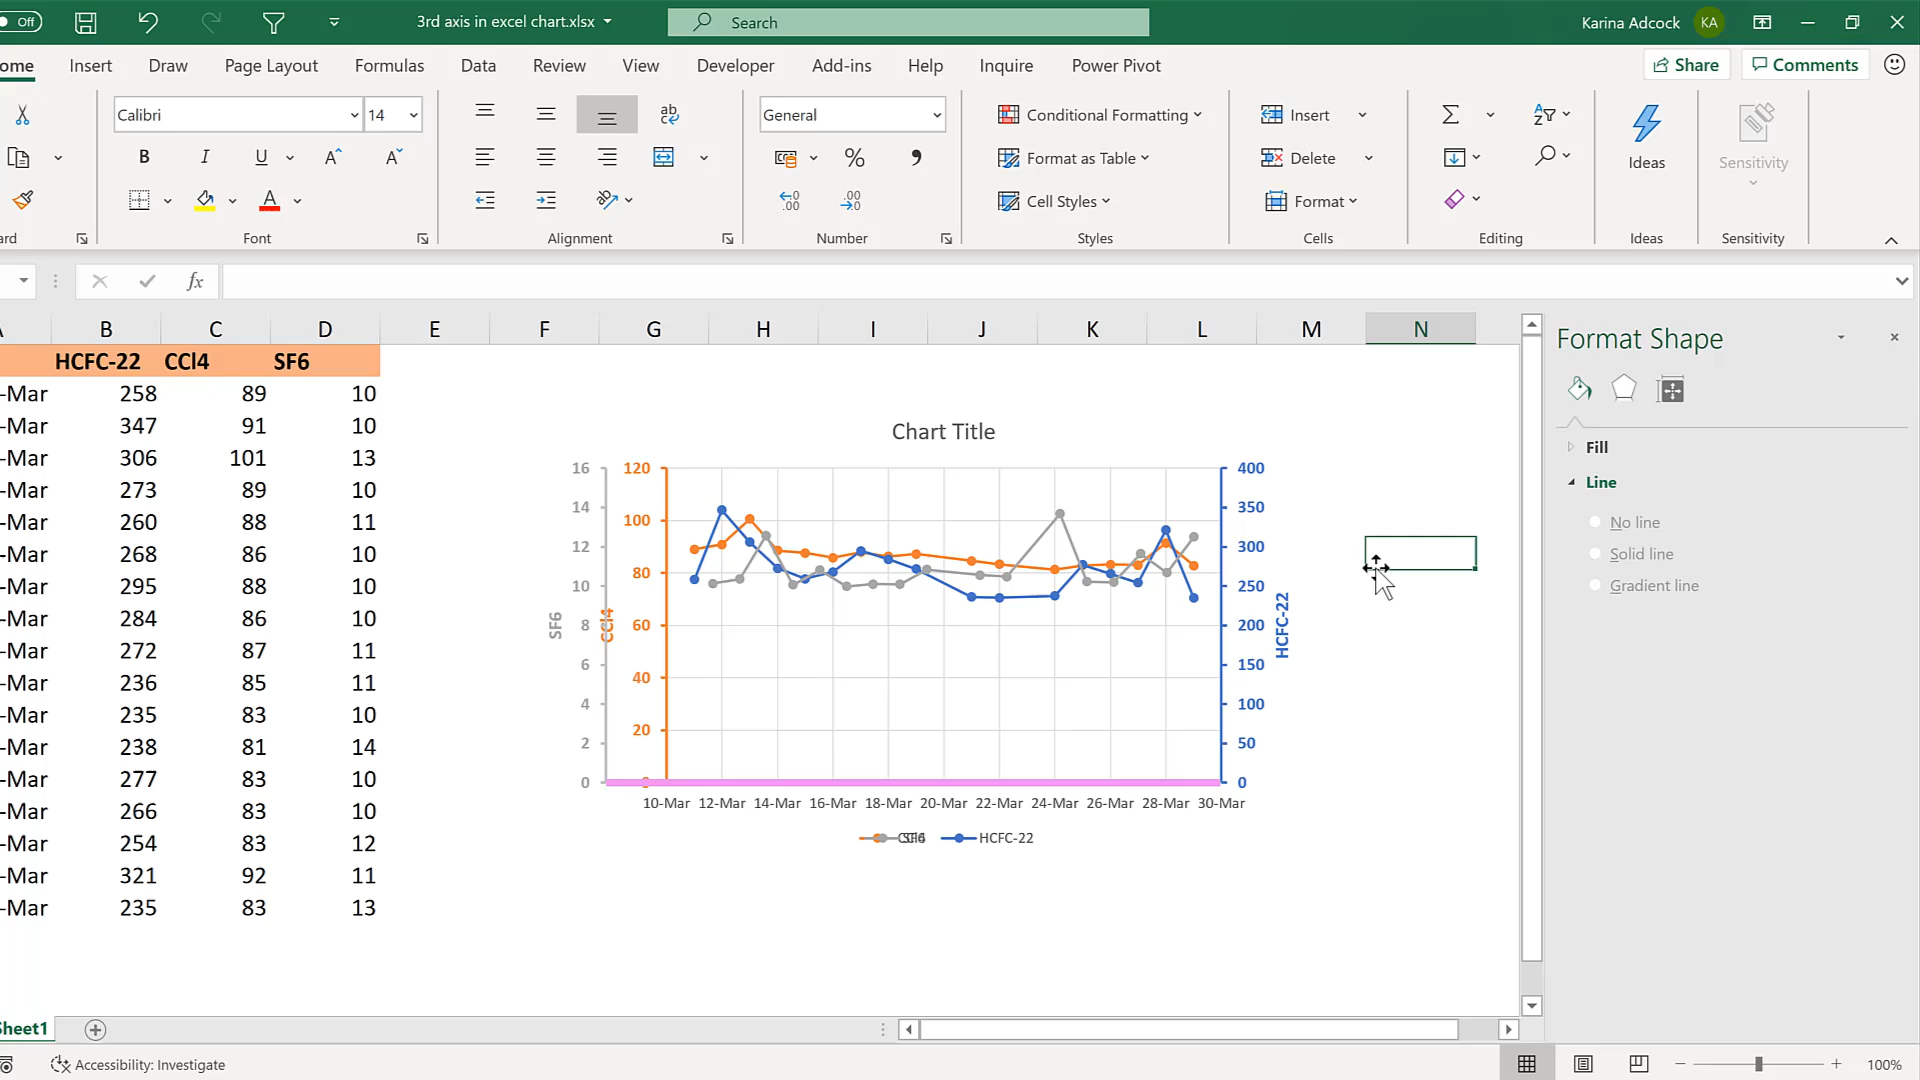 Off
3rd axis in excel chart.xlsx
Search
Karina Adcock
KA
ome
Insert
Draw
Page Layout
Formulas
Data
Review
View
Developer
Add-ins
Help
Inquire
Power Pivot
Share
Comments
Calibri
14
General
Conditional Formatting
Insert
B
I
U
Format as Table
Delete
Ideas
Sensitivity
Cell Styles
Format
ard
Font
Alignment
Number
Styles
Cells
Editing
Ideas
Sensitivity
fx
A B C D E F G H I J K L M N
HCFC-22 CCl4 SF6
-Mar 258 89 10
-Mar 347 91 10
-Mar 306 101 13
-Mar 273 89 10
-Mar 260 88 11
-Mar 268 86 10
-Mar 295 88 10
-Mar 284 86 10
-Mar 272 87 11
-Mar 236 85 11
-Mar 235 83 10
-Mar 238 81 14
-Mar 277 83 10
-Mar 266 83 10
-Mar 254 83 12
-Mar 321 92 11
-Mar 235 83 13
Chart Title
16 120 400
14 350
100
12 300
80
10 250
SF6 8 CCl4 60 200 HCFC-22
6 150
40
4 100
20
2 50
0 0 0
10-Mar 12-Mar 14-Mar 16-Mar 18-Mar 20-Mar 22-Mar 24-Mar 26-Mar 28-Mar 30-Mar
CCl4 SF6 HCFC-22
Format Shape
Fill
Line
No line
Solid line
Gradient line
Sheet1
Accessibility: Investigate
100%